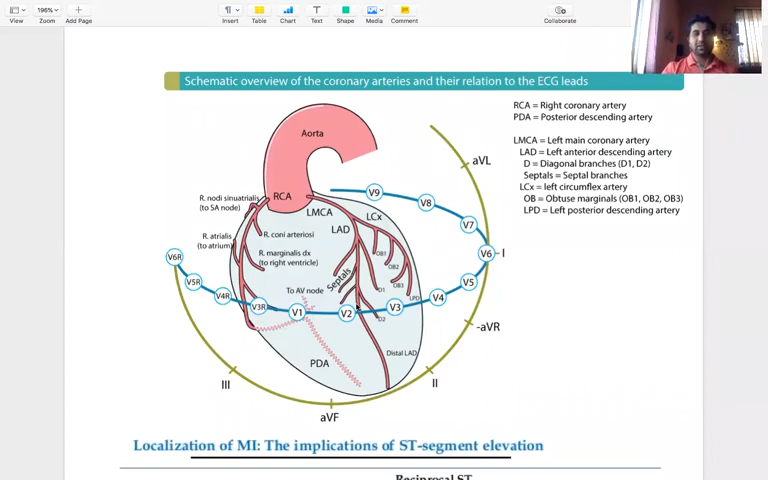 196%
View
Zoom
Add Page
Insert
Table
Chart
Text
Shape
Media
Comment
Collaborate
Schematic overview of the coronary arteries and their relation to the ECG leads
RCA = Right coronary artery
PDA = Posterior descending artery
LMCA = Left main coronary artery
LAD = Left anterior descending artery
D = Diagonal branches (D1, D2)
Septals = Septal branches
LCx = left circumflex artery
OB = Obtuse marginals (OB1, OB2, OB3)
LPD = Left posterior descending artery
Aorta
aVL
R. nodi sinuatrialis
(to SA node)
RCA
V9
V8
LMCA
LCx
V7
R. atrialis
(to atrium)
R. coni arteriosi
LAD
V6
I
R. marginalis dx
(to right ventricle)
OB1
OB2
OB3
V6R
V5R
V4R
V3R
To AV node
Septals
D1
LPD
V5
V4
V3
V1
V2
D2
-aVR
Distal LAD
PDA
III
II
aVF
Localization of MI: The implications of ST-segment elevation
Reciprocal ST